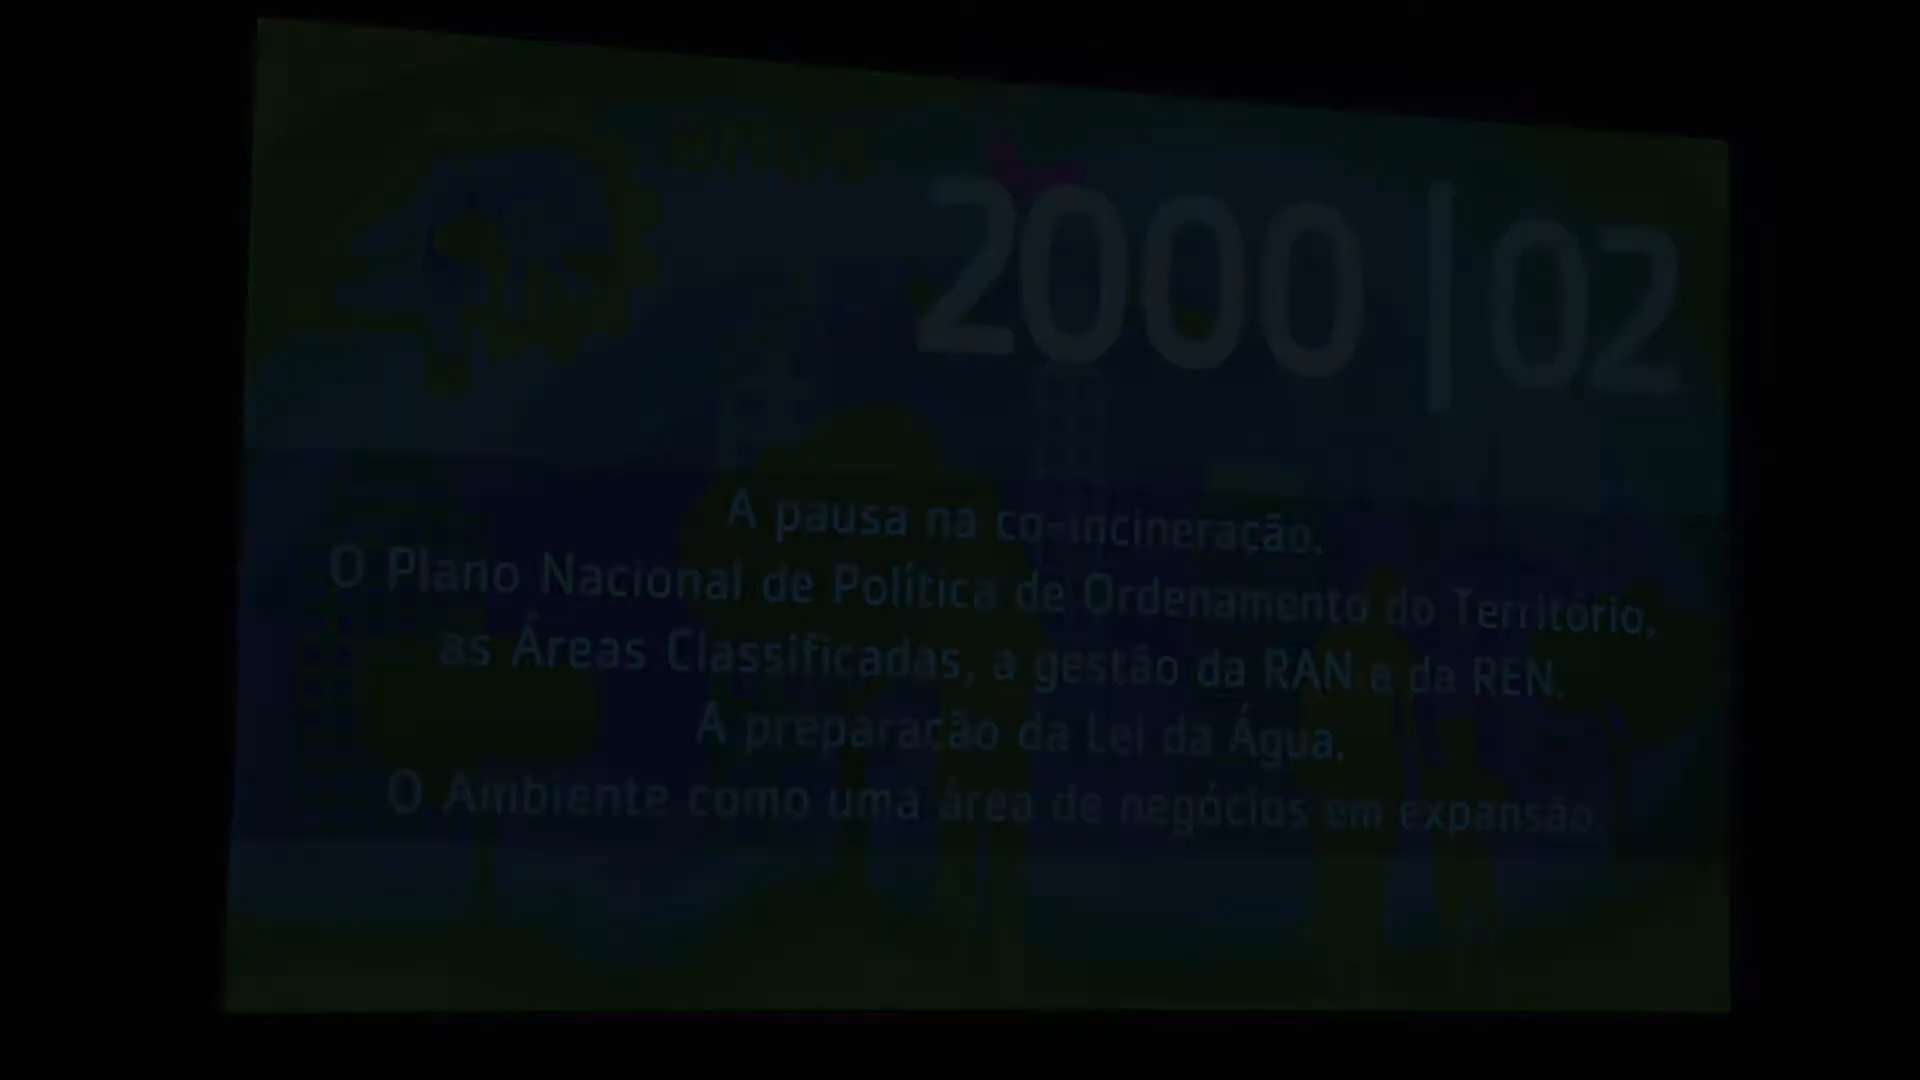 2000 | 02
A pausa na co-incineração.
O Plano Nacional de Política de Ordenamento do Território,
as Áreas Classificadas, a gestão da RAN e da REN.
A preparação da Lei da Água.
O Ambiente como uma área de negócios em expansão.